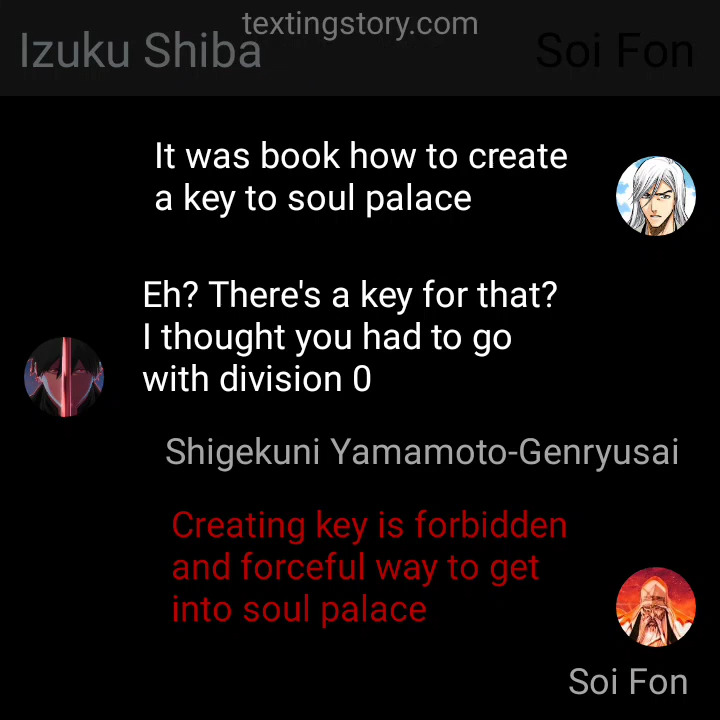 textingstory.com
Izuku Shiba
Soi Fon
It was book how to create
a key to soul palace
Eh? There's a key for that?
I thought you had to go
with division 0
Shigekuni Yamamoto-Genryusai
Creating key is forbidden
and forceful way to get
into soul palace
Soi Fon